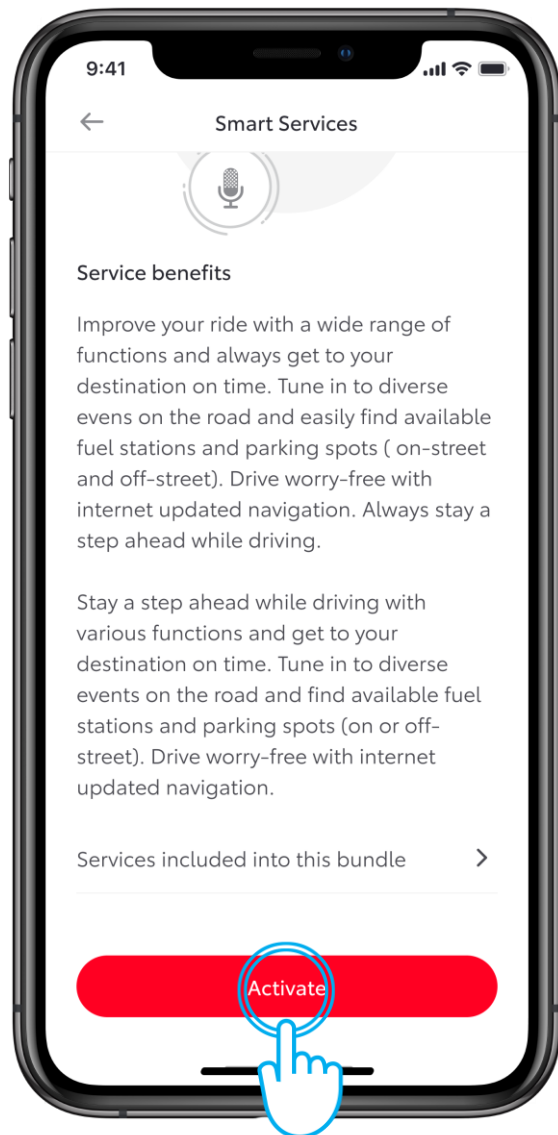 9:41
Smart Services
Service benefits
Improve your ride with a wide range of
functions and always get to your
destination on time. Tune in to diverse
evens on the road and easily find available
fuel stations and parking spots ( on-street
and off-street). Drive worry-free with
internet updated navigation. Always stay a
step ahead while driving.
Stay a step ahead while driving with
various functions and get to your
destination on time. Tune in to diverse
events on the road and find available fuel
stations and parking spots (on or off-
street). Drive worry-free with internet
updated navigation.
Services included into this bundle
Activate